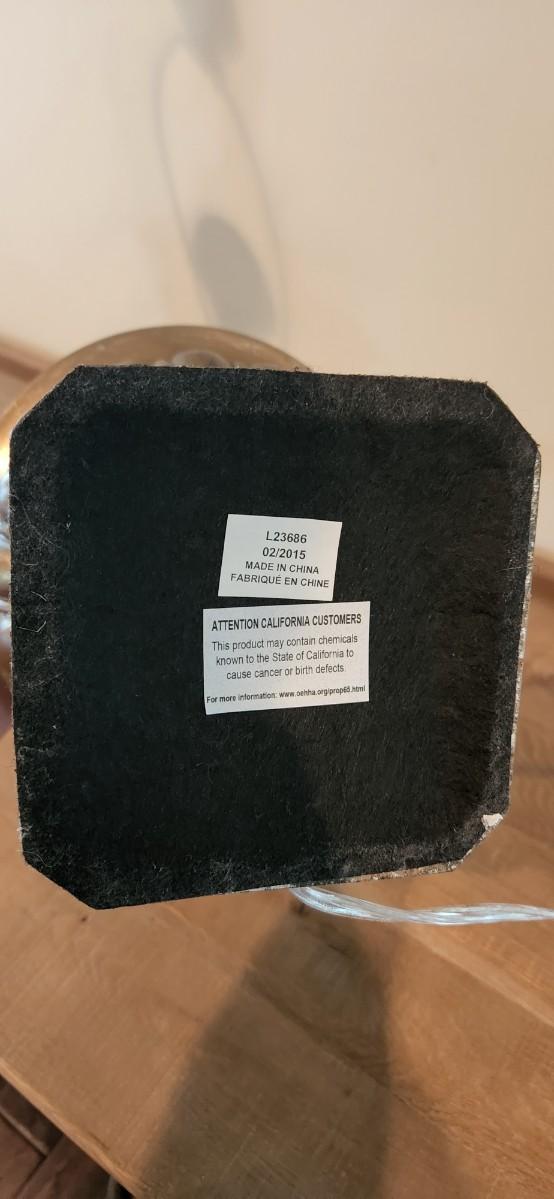 L23686
02/2015
MADE IN CHINA
FABRIQUÉ EN CHINE
ATTENTION CALIFORNIA CUSTOMERS
This product may contain chemicals
known to the State of California to
cause cancer or birth defects.
For more information: www.oehha.org/prop65.html